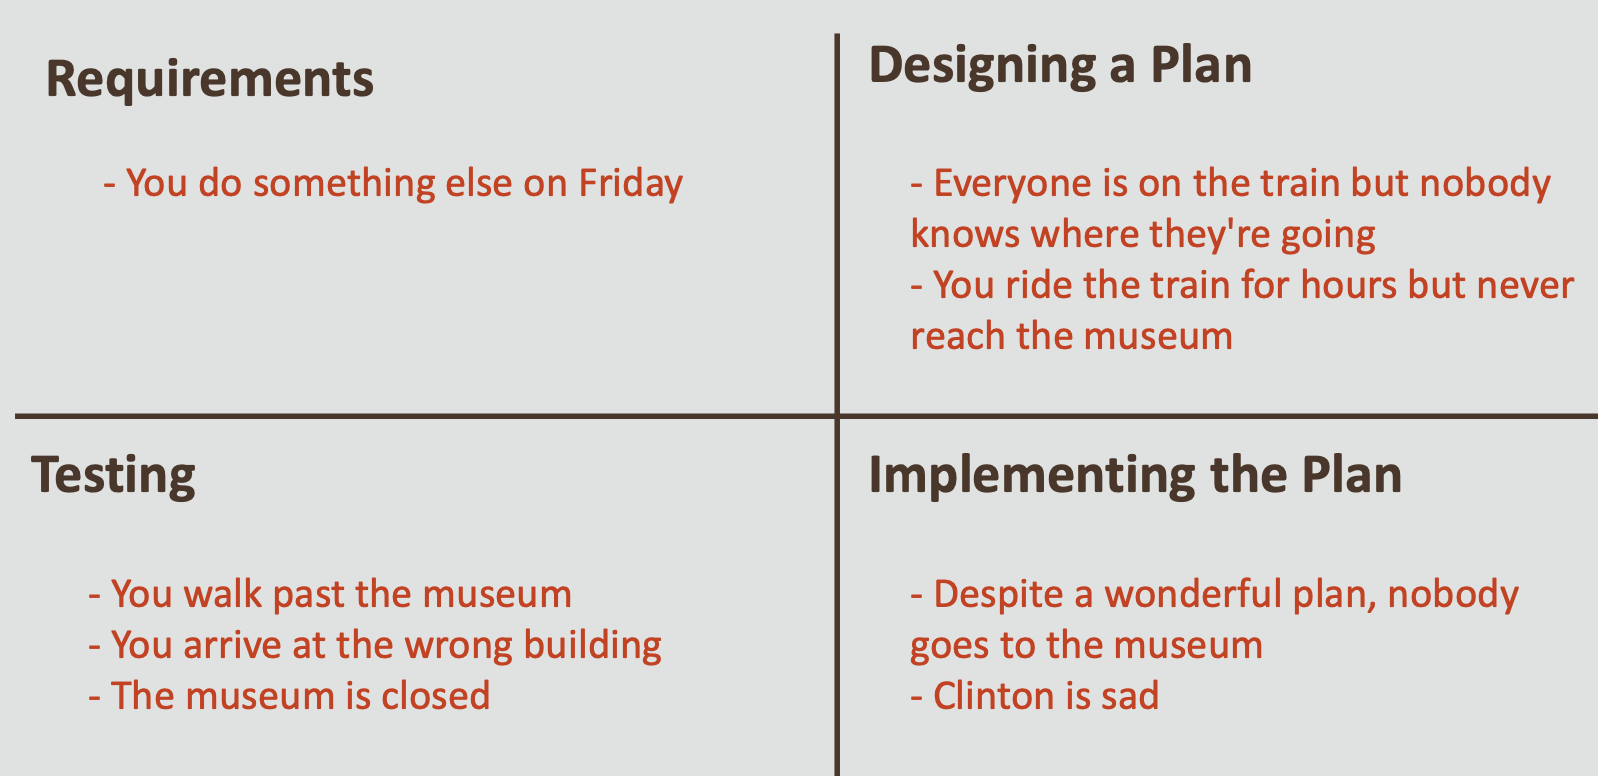 Requirements
- You do something else on Friday
Designing a Plan
- Everyone is on the train but nobody
knows where they're going
- You ride the train for hours but never
reach the museum
Testing
- You walk past the museum
- You arrive at the wrong building
- The museum is closed
Implementing the Plan
- Despite a wonderful plan, nobody
goes to the museum
- Clinton is sad